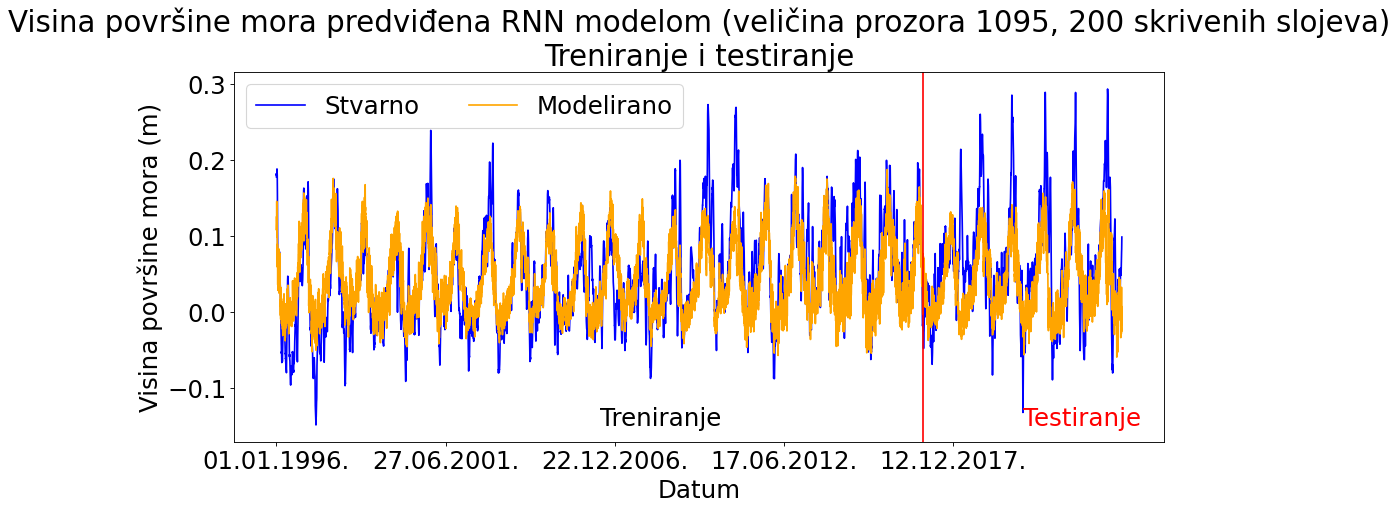 Visina površine mora predviđena RNN modelom (veličina prozora 1095, 200 skrivenih slojeva)
Treniranje i testiranje
Stvarno
Modelirano
Visina površine mora (m)
0.3
0.2
0.1
0.0
−0.1
Treniranje
Testiranje
01.01.1996.
27.06.2001.
22.12.2006.
17.06.2012.
12.12.2017.
Datum